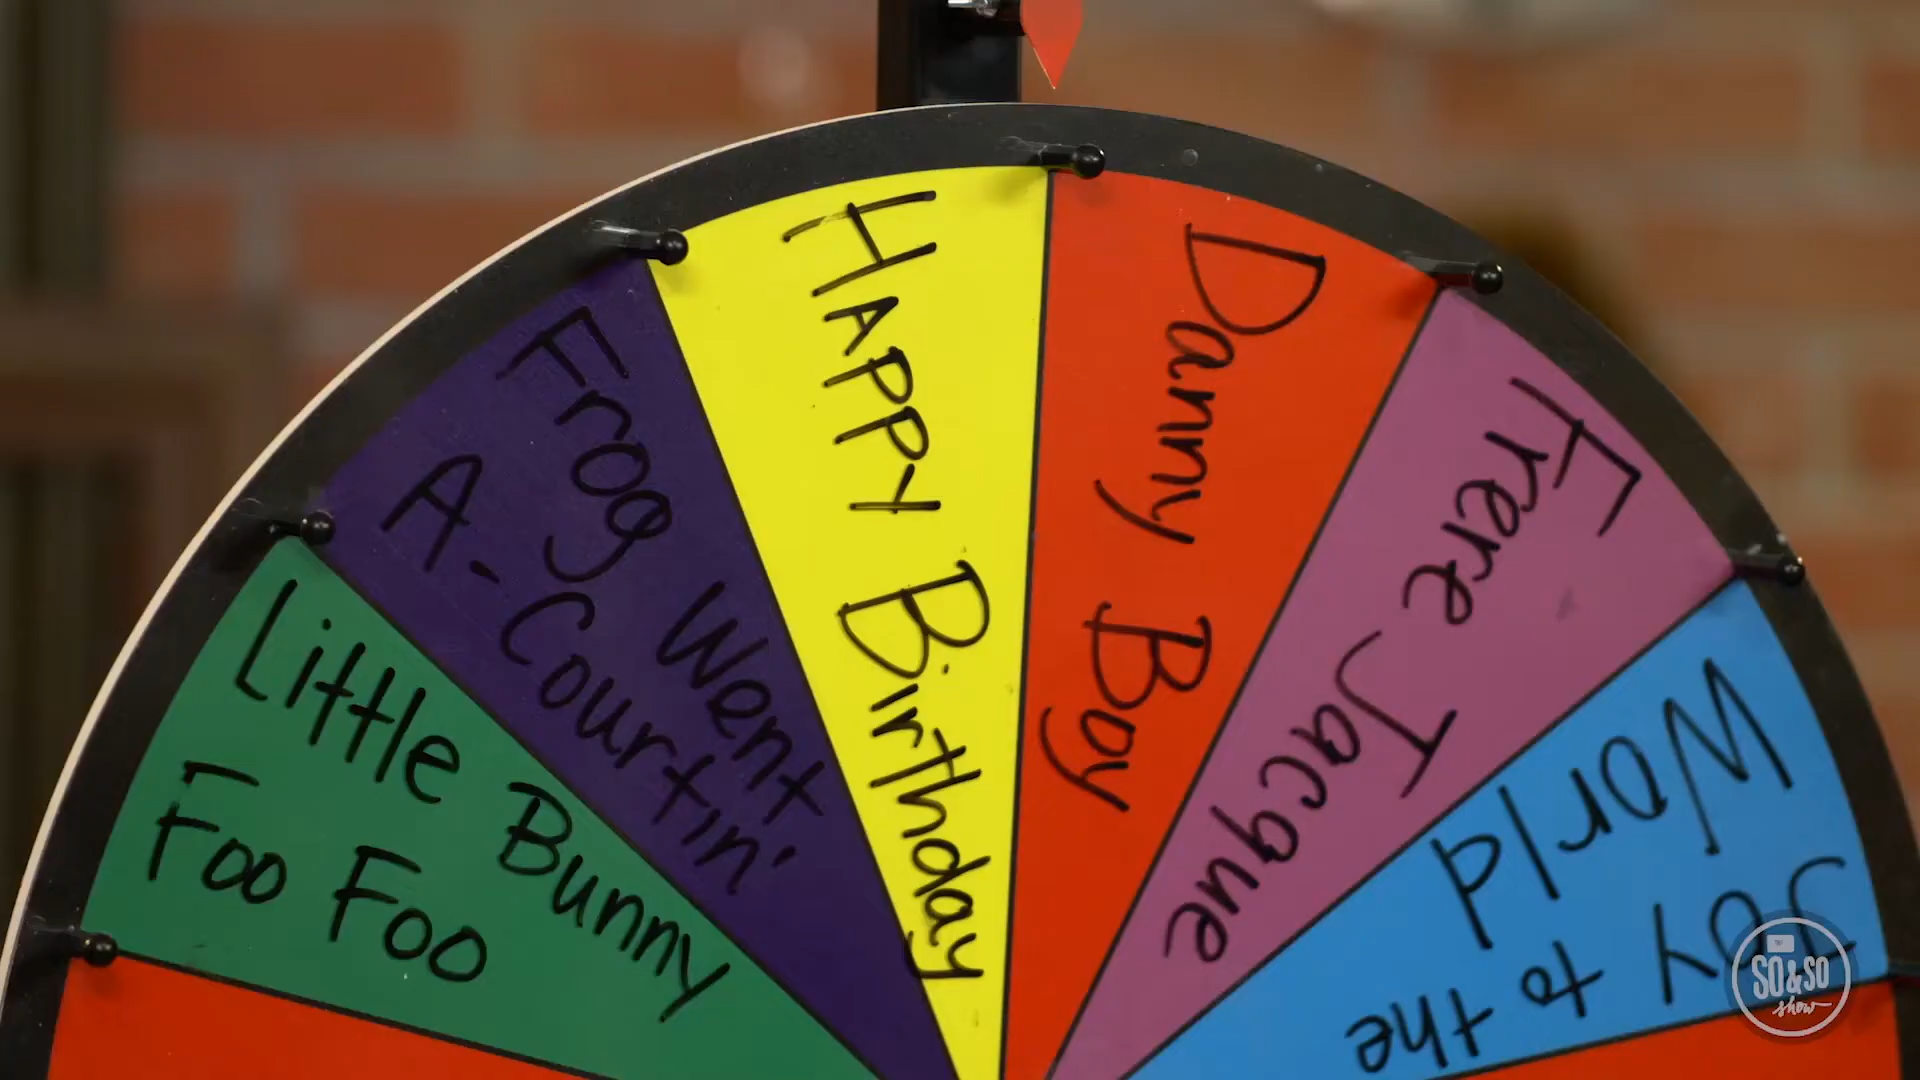 Little Bunny
Foo Foo
Frog Went
A-Courtin'
Happy Birthday
Danny Boy
Frere Jacque
Joy to the
World
SO & SO
show